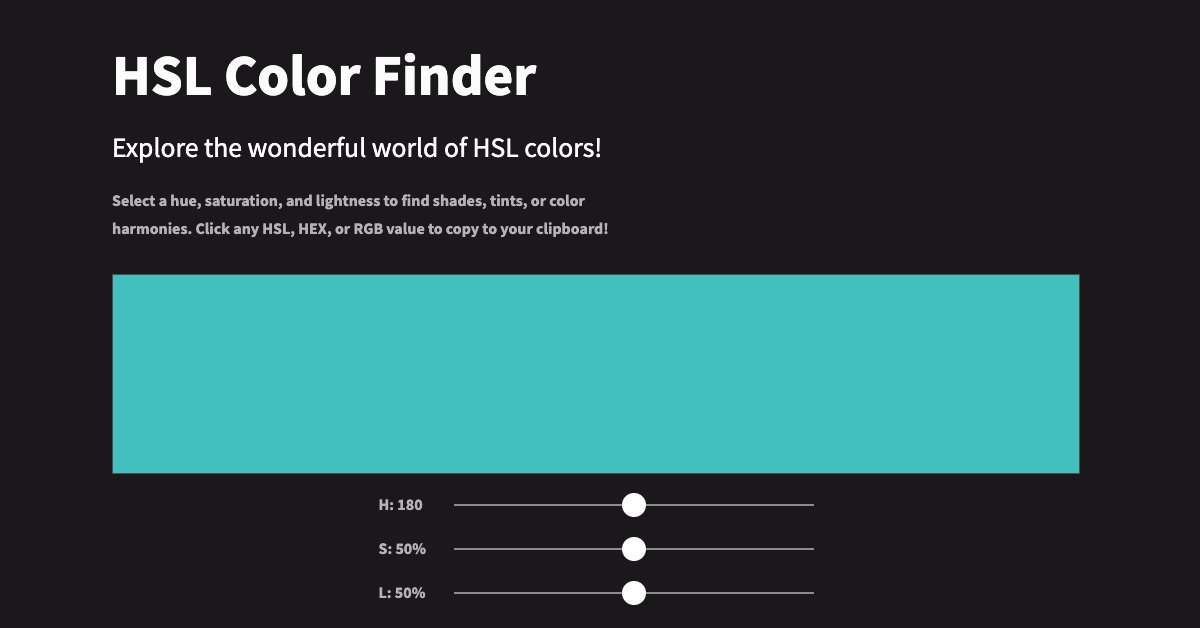 HSL Color Finder
Explore the wonderful world of HSL colors!
Select a hue, saturation, and lightness to find shades, tints, or color
harmonies. Click any HSL, HEX, or RGB value to copy to your clipboard!
H: 180
S: 50%
L: 50%